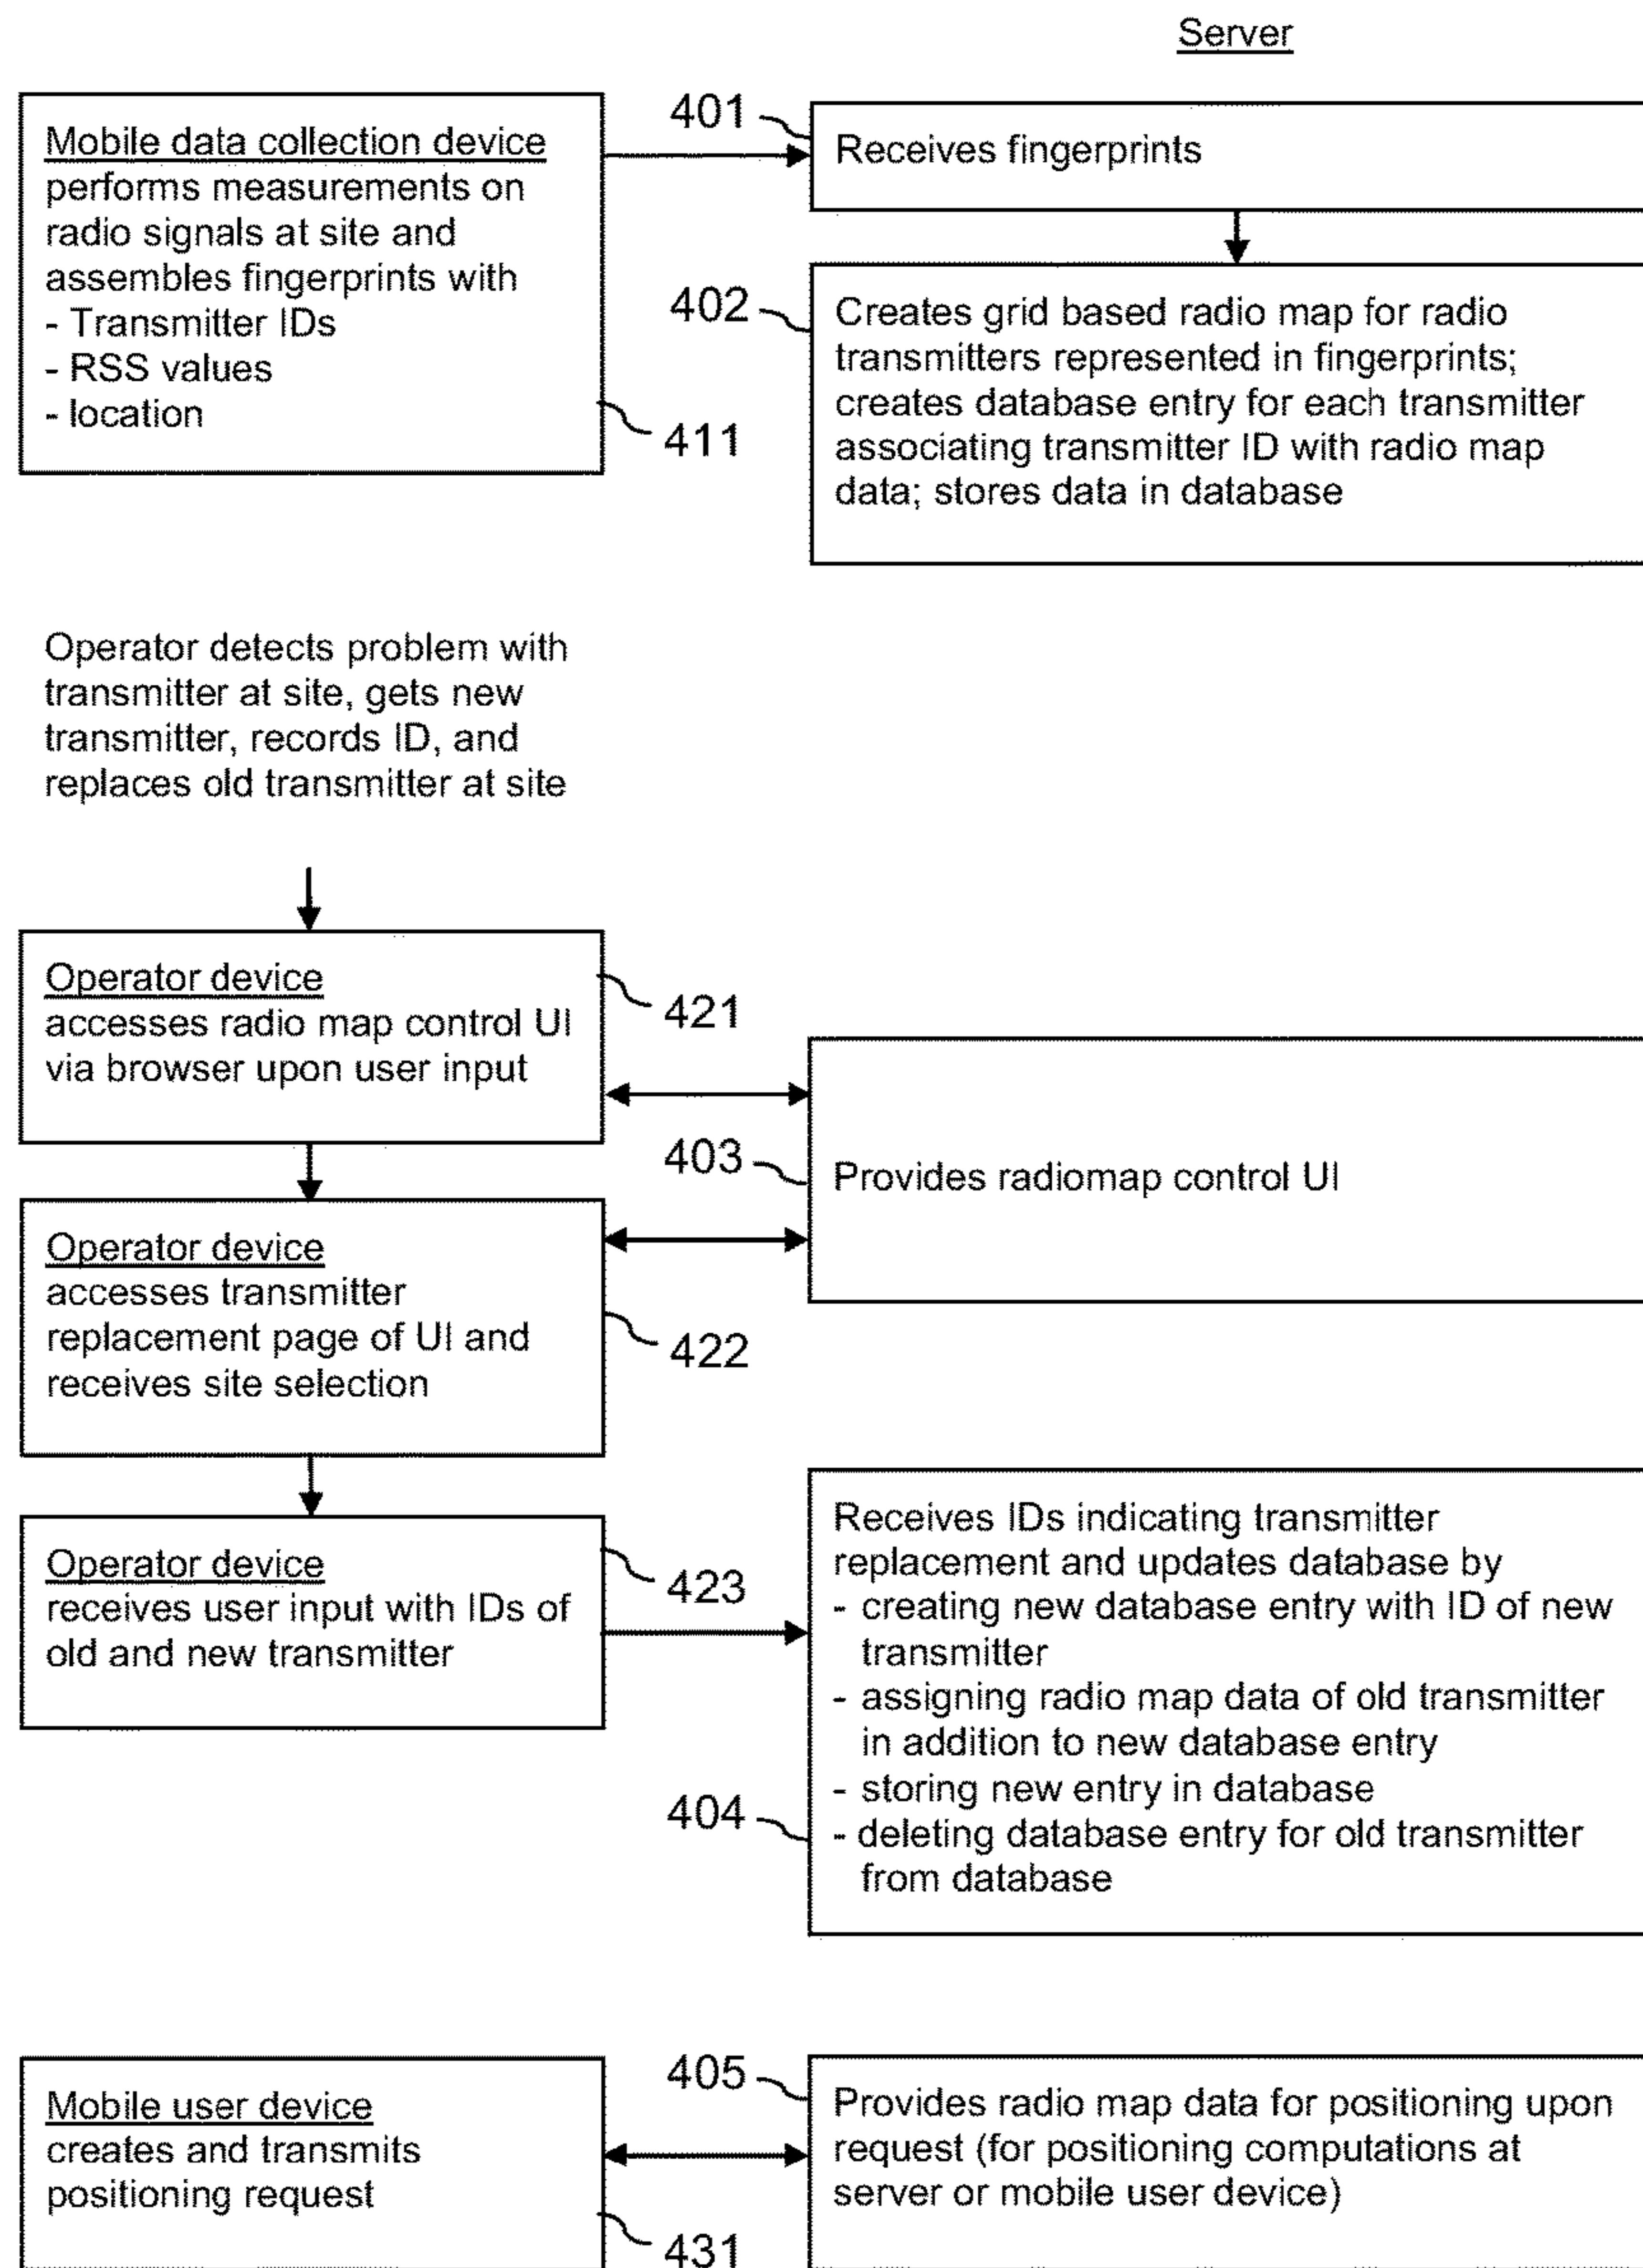 Server
Mobile data collection device
performs measurements on
radio signals at site and
assembles fingerprints with
- Transmitter IDs
- RSS values
- location
411
401
Receives fingerprints
402
Creates grid based radio map for radio
transmitters represented in fingerprints;
creates database entry for each transmitter
associating transmitter ID with radio map
data; stores data in database
Operator detects problem with
transmitter at site, gets new
transmitter, records ID, and
replaces old transmitter at site
Operator device
accesses radio map control UI
via browser upon user input
421
403
Provides radiomap control UI
Operator device
accesses transmitter
replacement page of UI and
receives site selection
422
Operator device
receives user input with IDs of
old and new transmitter
423
Receives IDs indicating transmitter
replacement and updates database by
- creating new database entry with ID of new
transmitter
- assigning radio map data of old transmitter
in addition to new database entry
- storing new entry in database
- deleting database entry for old transmitter
from database
404
Mobile user device
creates and transmits
positioning request
431
405
Provides radio map data for positioning upon
request (for positioning computations at
server or mobile user device)